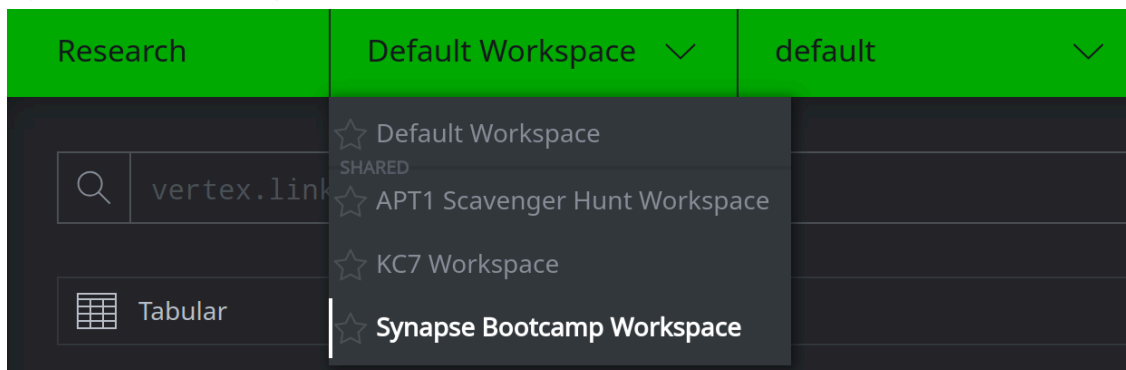 Research
Default Workspace
default
Default Workspace
SHARED
vertex.link
APT1 Scavenger Hunt Workspace
KC7 Workspace
Tabular
Synapse Bootcamp Workspace